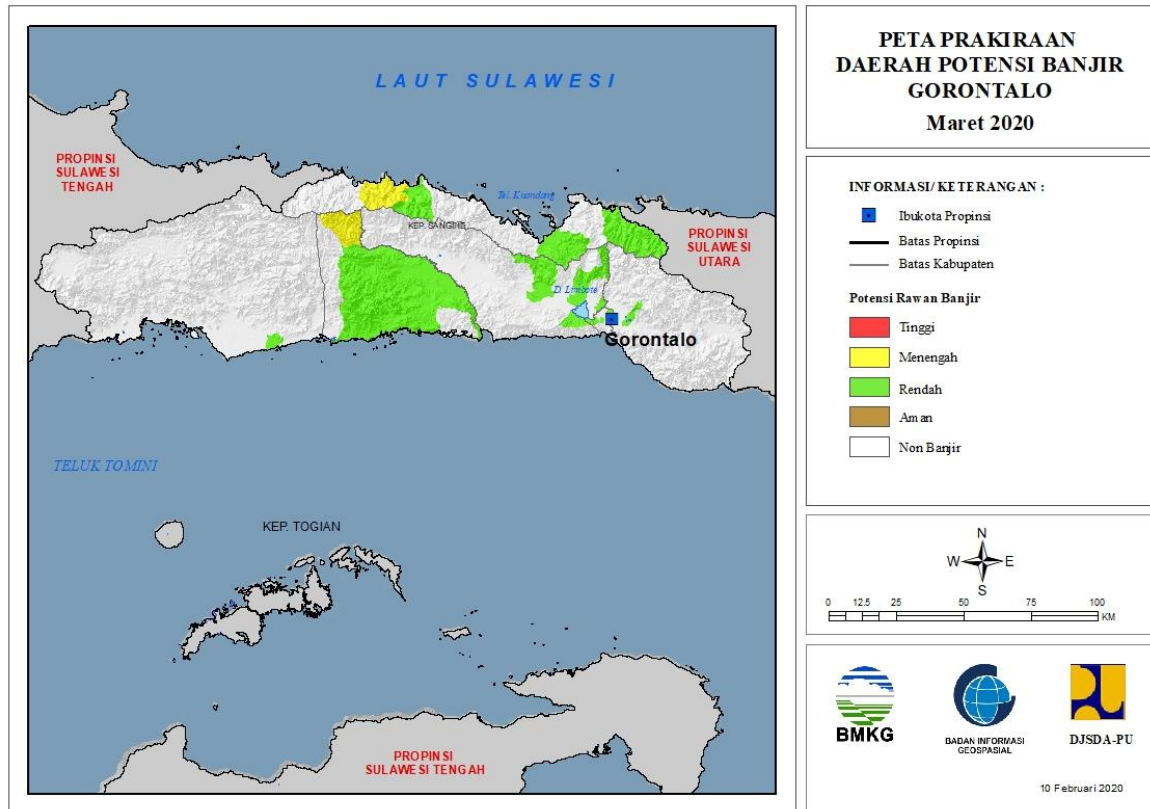 LAUT SULAWESI
PROPINSI
SULAWESI
TENGAH
Tel. Kuandang
KEP. SANGIHE
PROPINSI
SULAWESI
UTARA
D. Limboto
Gorontalo
TELUK TOMINI
KEP. TOGIAN
PROPINSI
SULAWESI TENGAH
PETA PRAKIRAAN
DAERAH POTENSI BANJIR
GORONTALO
Maret 2020
INFORMASI/ KETERANGAN :
Ibukota Propinsi
Batas Propinsi
Batas Kabupaten
Potensi Rawan Banjir
Tinggi
Menengah
Rendah
Aman
Non Banjir
N
W E
S
0 12.5 25 50 75 100
KM
BMKG
BADAN INFORMASI
GEOSPASIAL
DJSDA-PU
10 Februari 2020